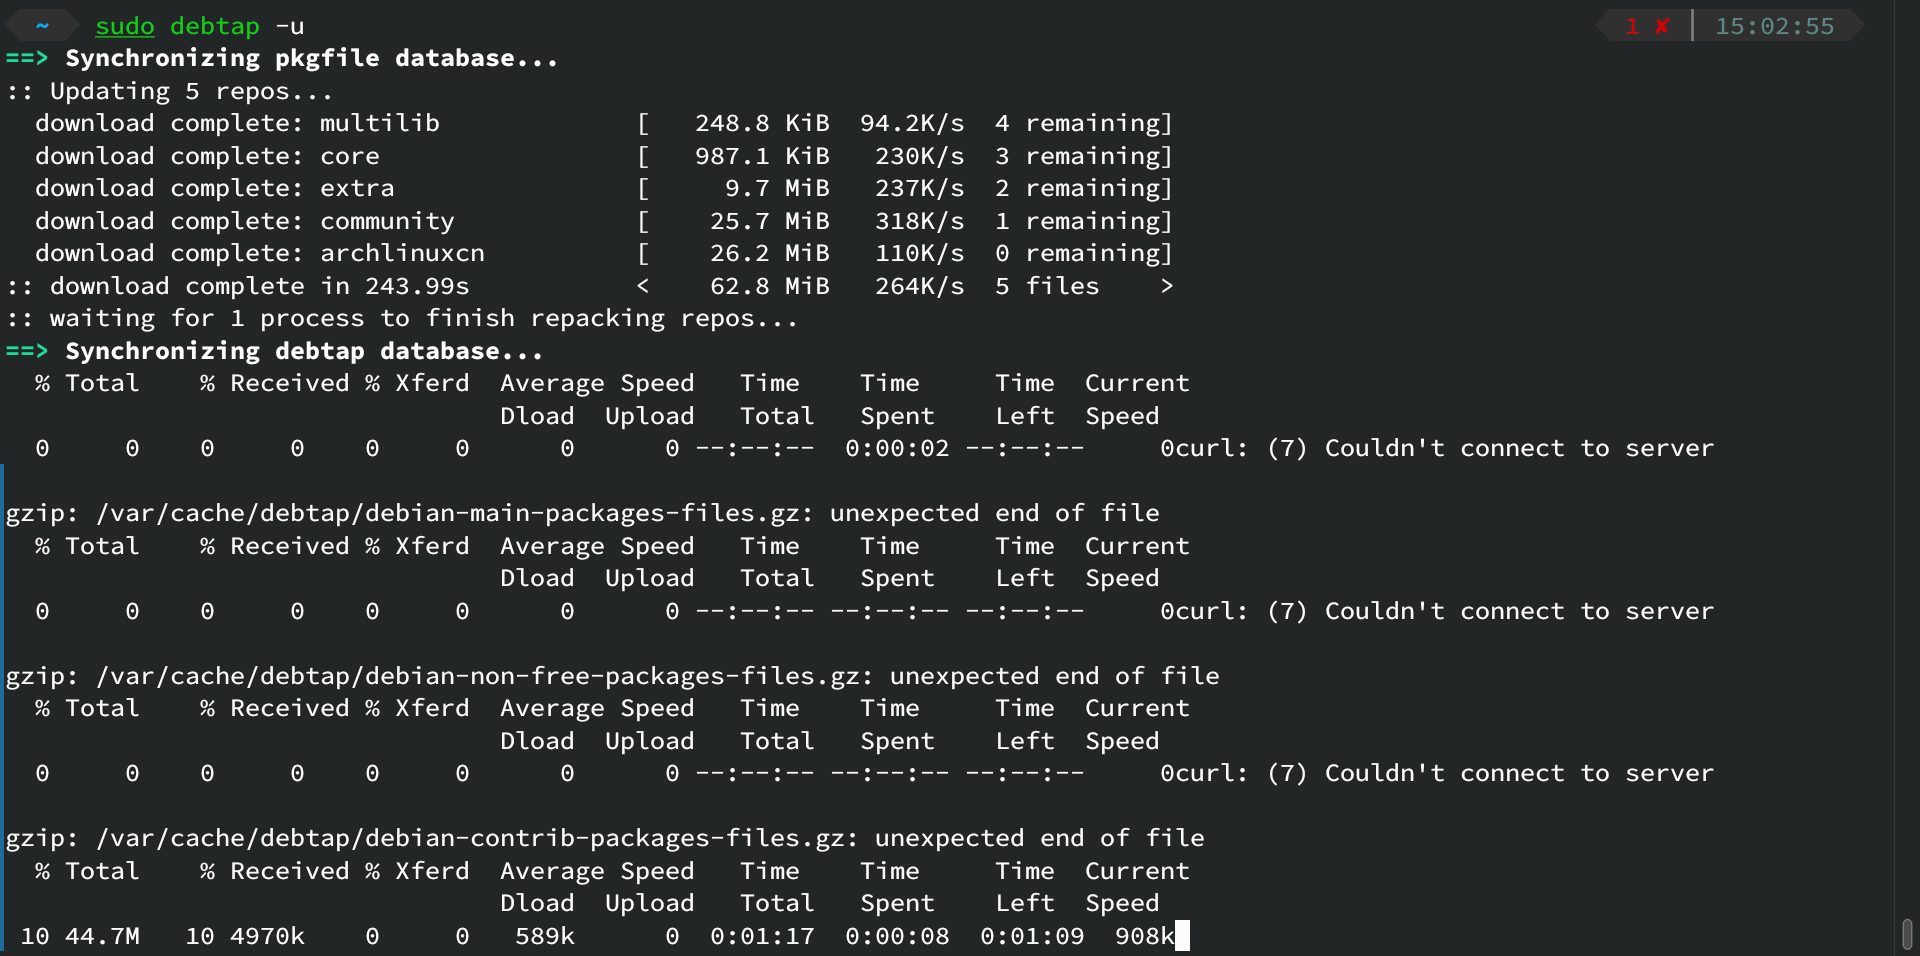 ~ sudo debtap -u 1 ✘ | 15:02:55
==> Synchronizing pkgfile database...
:: Updating 5 repos...
  download complete: multilib             [   248.8 KiB  94.2K/s  4 remaining]
  download complete: core                 [   987.1 KiB   230K/s  3 remaining]
  download complete: extra                [     9.7 MiB   237K/s  2 remaining]
  download complete: community            [    25.7 MiB   318K/s  1 remaining]
  download complete: archlinuxcn          [    26.2 MiB   110K/s  0 remaining]
:: download complete in 243.99s           <    62.8 MiB   264K/s  5 files    >
:: waiting for 1 process to finish repacking repos...
==> Synchronizing debtap database...
  % Total    % Received % Xferd  Average Speed   Time    Time     Time  Current
                                 Dload  Upload   Total   Spent    Left  Speed
  0     0    0     0    0     0      0      0 --:--:--  0:00:02 --:--:--     0curl: (7) Couldn't connect to server
gzip: /var/cache/debtap/debian-main-packages-files.gz: unexpected end of file
  % Total    % Received % Xferd  Average Speed   Time    Time     Time  Current
                                 Dload  Upload   Total   Spent    Left  Speed
  0     0    0     0    0     0      0      0 --:--:-- --:--:-- --:--:--     0curl: (7) Couldn't connect to server
gzip: /var/cache/debtap/debian-non-free-packages-files.gz: unexpected end of file
  % Total    % Received % Xferd  Average Speed   Time    Time     Time  Current
                                 Dload  Upload   Total   Spent    Left  Speed
  0     0    0     0    0     0      0      0 --:--:-- --:--:-- --:--:--     0curl: (7) Couldn't connect to server
gzip: /var/cache/debtap/debian-contrib-packages-files.gz: unexpected end of file
  % Total    % Received % Xferd  Average Speed   Time    Time     Time  Current
                                 Dload  Upload   Total   Spent    Left  Speed
 10 44.7M   10 4970k    0     0   589k      0  0:01:17  0:00:08  0:01:09  908k